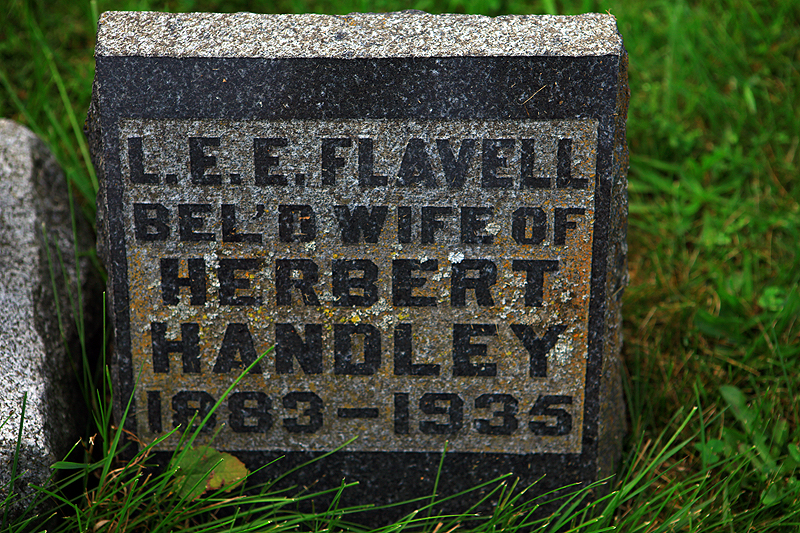 L.E.E. FLAVELL
BEL'D WIFE OF
HERBERT
HANDLEY
1883-1935